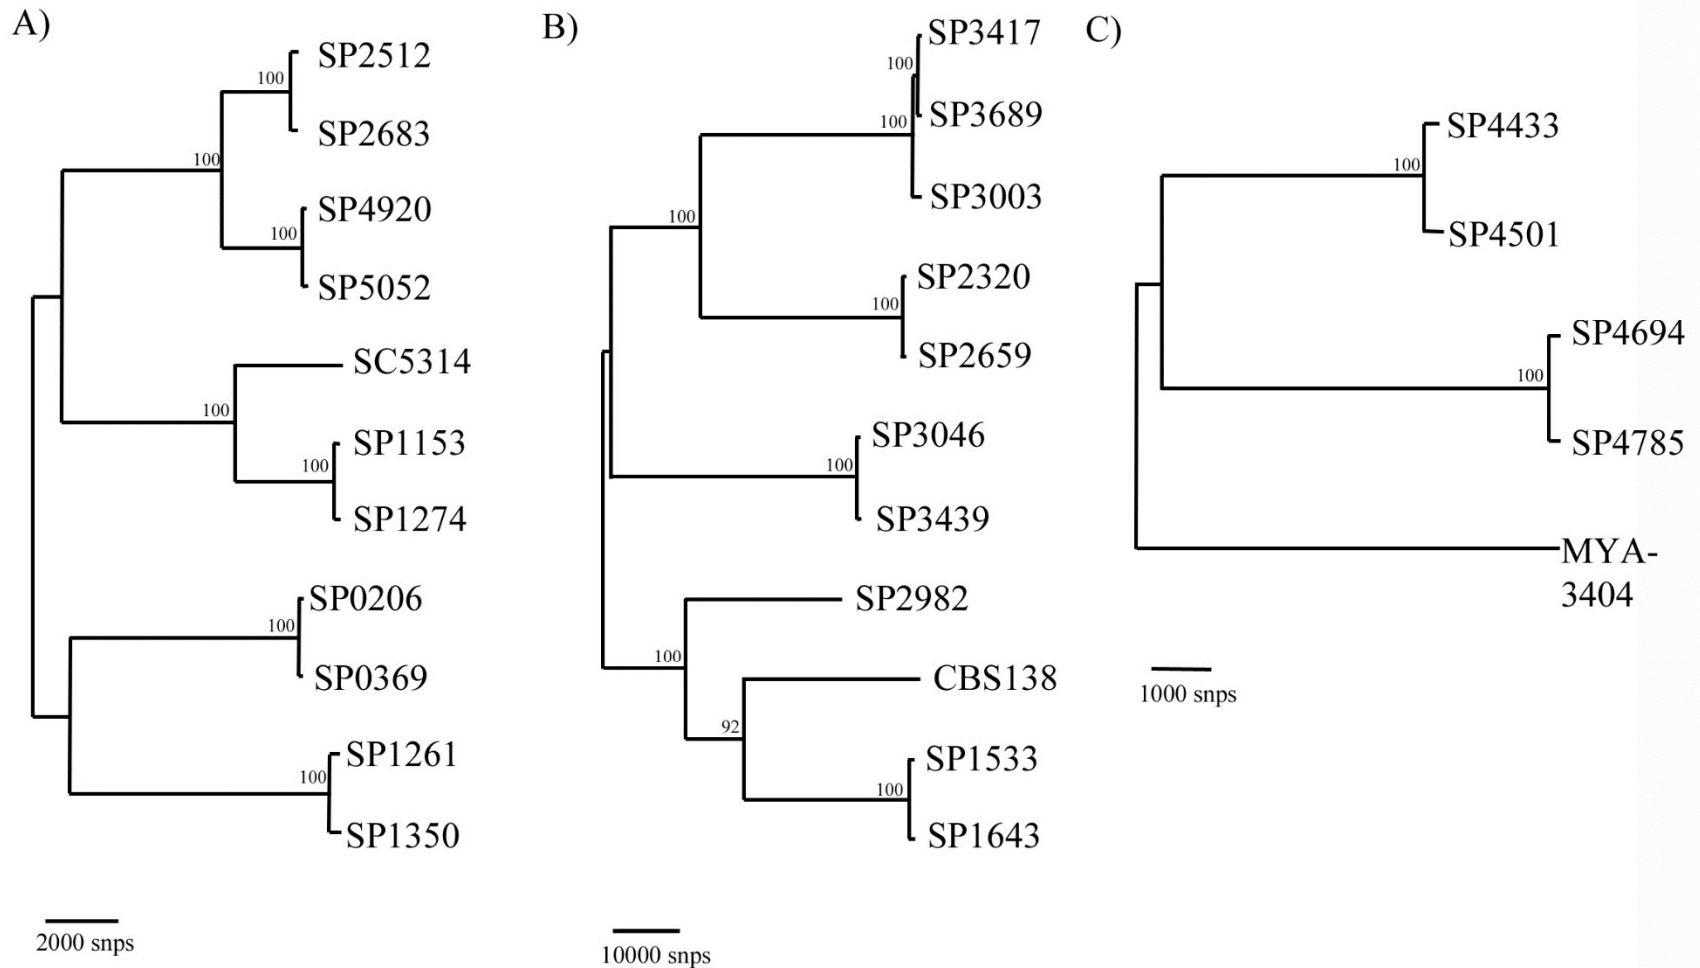 A)
SP2512
100
SP2683
100
SP4920
100
SP5052
SC5314
100
SP1153
100
SP1274
SP0206
100
SP0369
SP1261
100
SP1350
2000 snps
B)
SP3417
100
SP3689
100
SP3003
100
SP2320
100
SP2659
SP3046
100
SP3439
SP2982
100
CBS138
92
SP1533
100
SP1643
10000 snps
C)
SP4433
100
SP4501
SP4694
100
SP4785
MYA-
3404
1000 snps